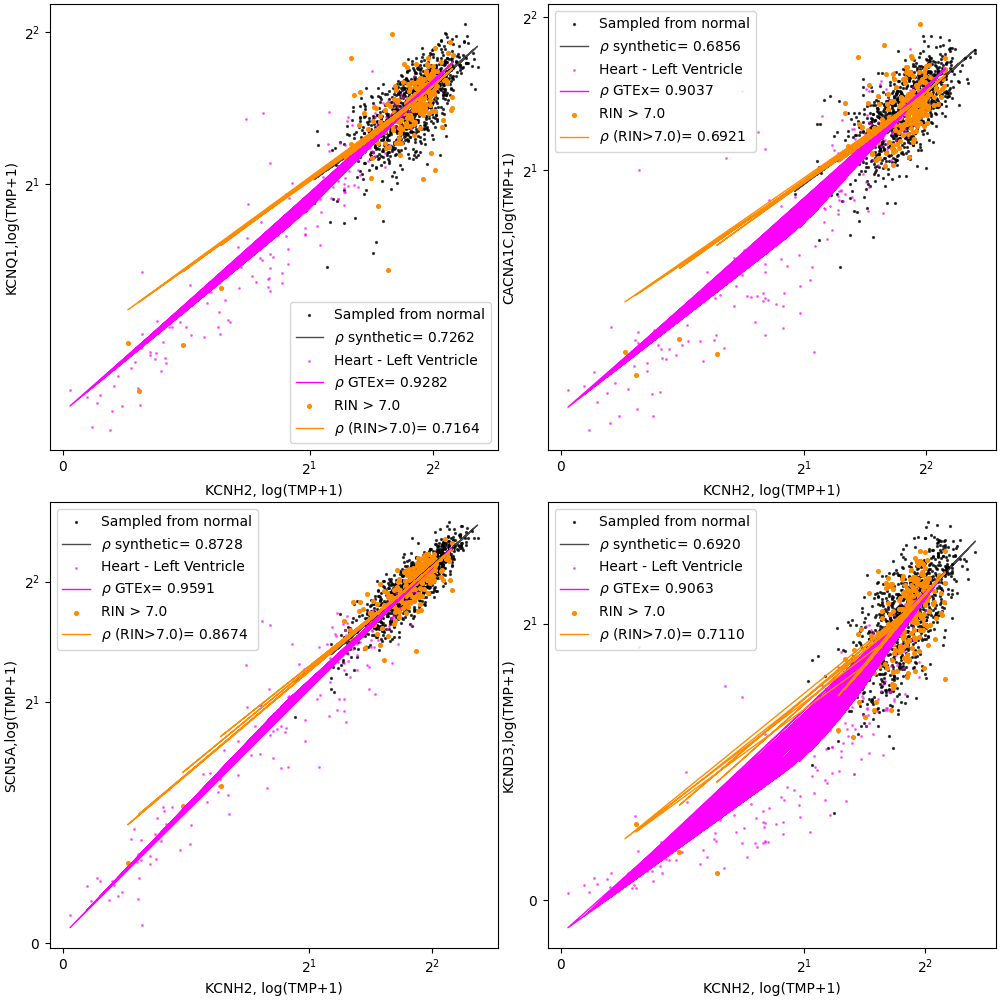 2²
2¹
KCNQ1,log(TMP+1)
Sampled from normal
ρ synthetic= 0.7262
Heart - Left Ventricle
ρ GTEx= 0.9282
RIN > 7.0
ρ (RIN>7.0)= 0.7164
0 2¹ 2²
KCNH2, log(TMP+1)
2²
2¹
CACNA1C,log(TMP+1)
Sampled from normal
ρ synthetic= 0.6856
Heart - Left Ventricle
ρ GTEx= 0.9037
RIN > 7.0
ρ (RIN>7.0)= 0.6921
0 2¹ 2²
KCNH2, log(TMP+1)
2²
2¹
0
SCN5A,log(TMP+1)
Sampled from normal
ρ synthetic= 0.8728
Heart - Left Ventricle
ρ GTEx= 0.9591
RIN > 7.0
ρ (RIN>7.0)= 0.8674
0 2¹ 2²
KCNH2, log(TMP+1)
2¹
0
KCND3,log(TMP+1)
Sampled from normal
ρ synthetic= 0.6920
Heart - Left Ventricle
ρ GTEx= 0.9063
RIN > 7.0
ρ (RIN>7.0)= 0.7110
0 2¹ 2²
KCNH2, log(TMP+1)